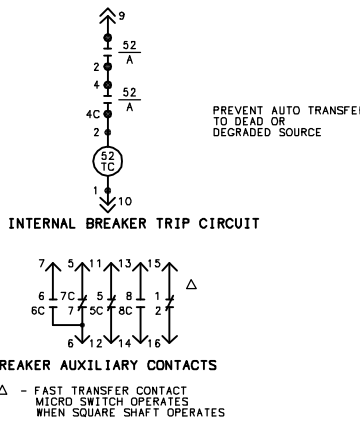 9
52
A
2
4
52
A
4C
2
52
TC
1
10
PREVENT AUTO TRANSFER
TO DEAD OR
DEGRADED SOURCE
INTERNAL BREAKER TRIP CIRCUIT
7 5 11 13 15
6 7C 5 8 1
6C 7 5C 8C 2
6 12 14 16
△
REAKER AUXILIARY CONTACTS
△ - FAST TRANSFER CONTACT
MICRO SWITCH OPERATES
WHEN SQUARE SHAFT OPERATES